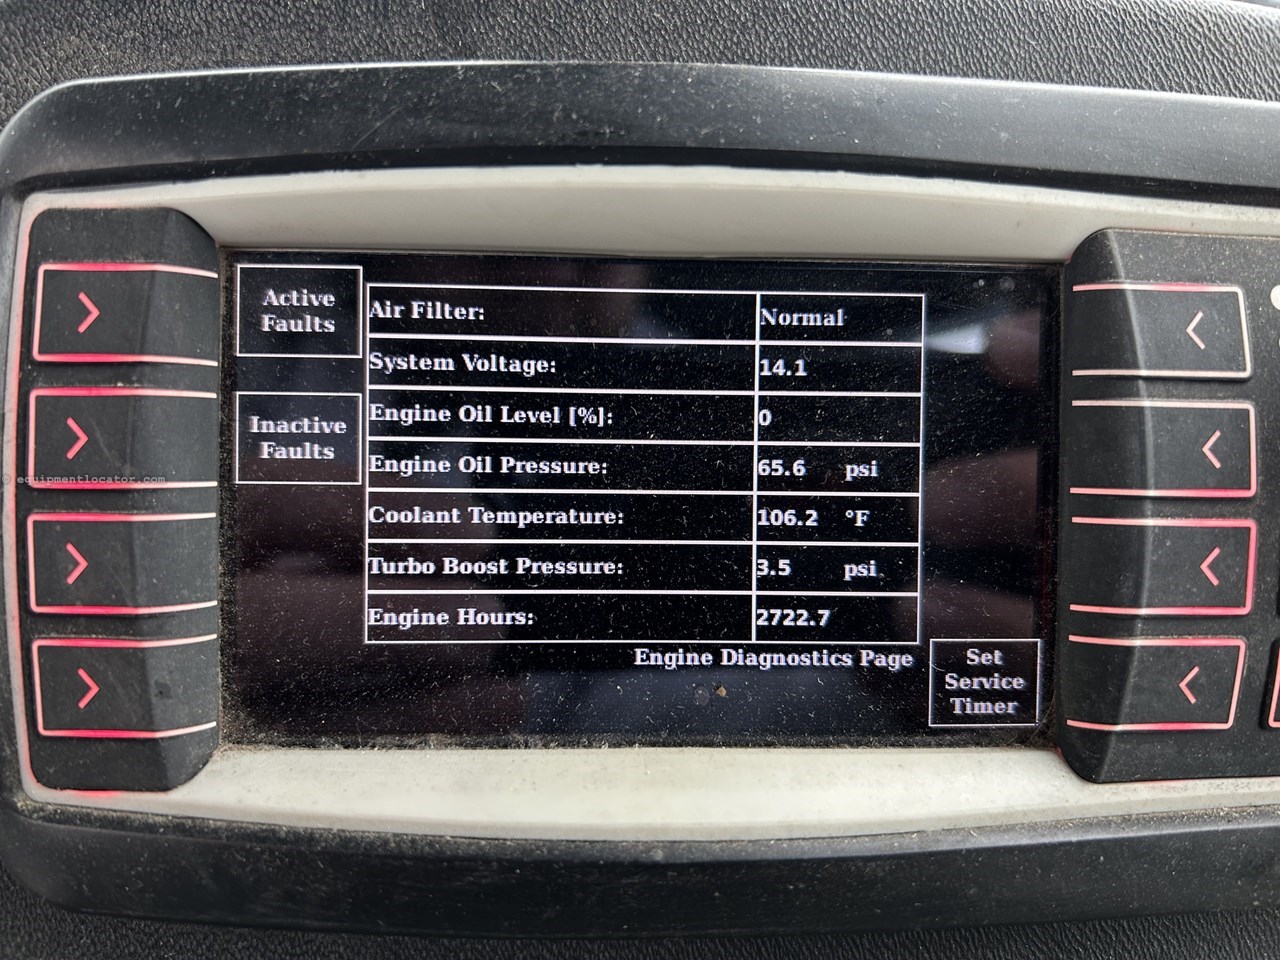 Active
Faults
Inactive
Faults
Air Filter: Normal
System Voltage: 14.1
Engine Oil Level [%]: 0
Engine Oil Pressure: 65.6 psi
Coolant Temperature: 106.2 °F
Turbo Boost Pressure: 3.5 psi
Engine Hours: 2722.7
Engine Diagnostics Page
Set
Service
Timer
© equipmentlocator.com